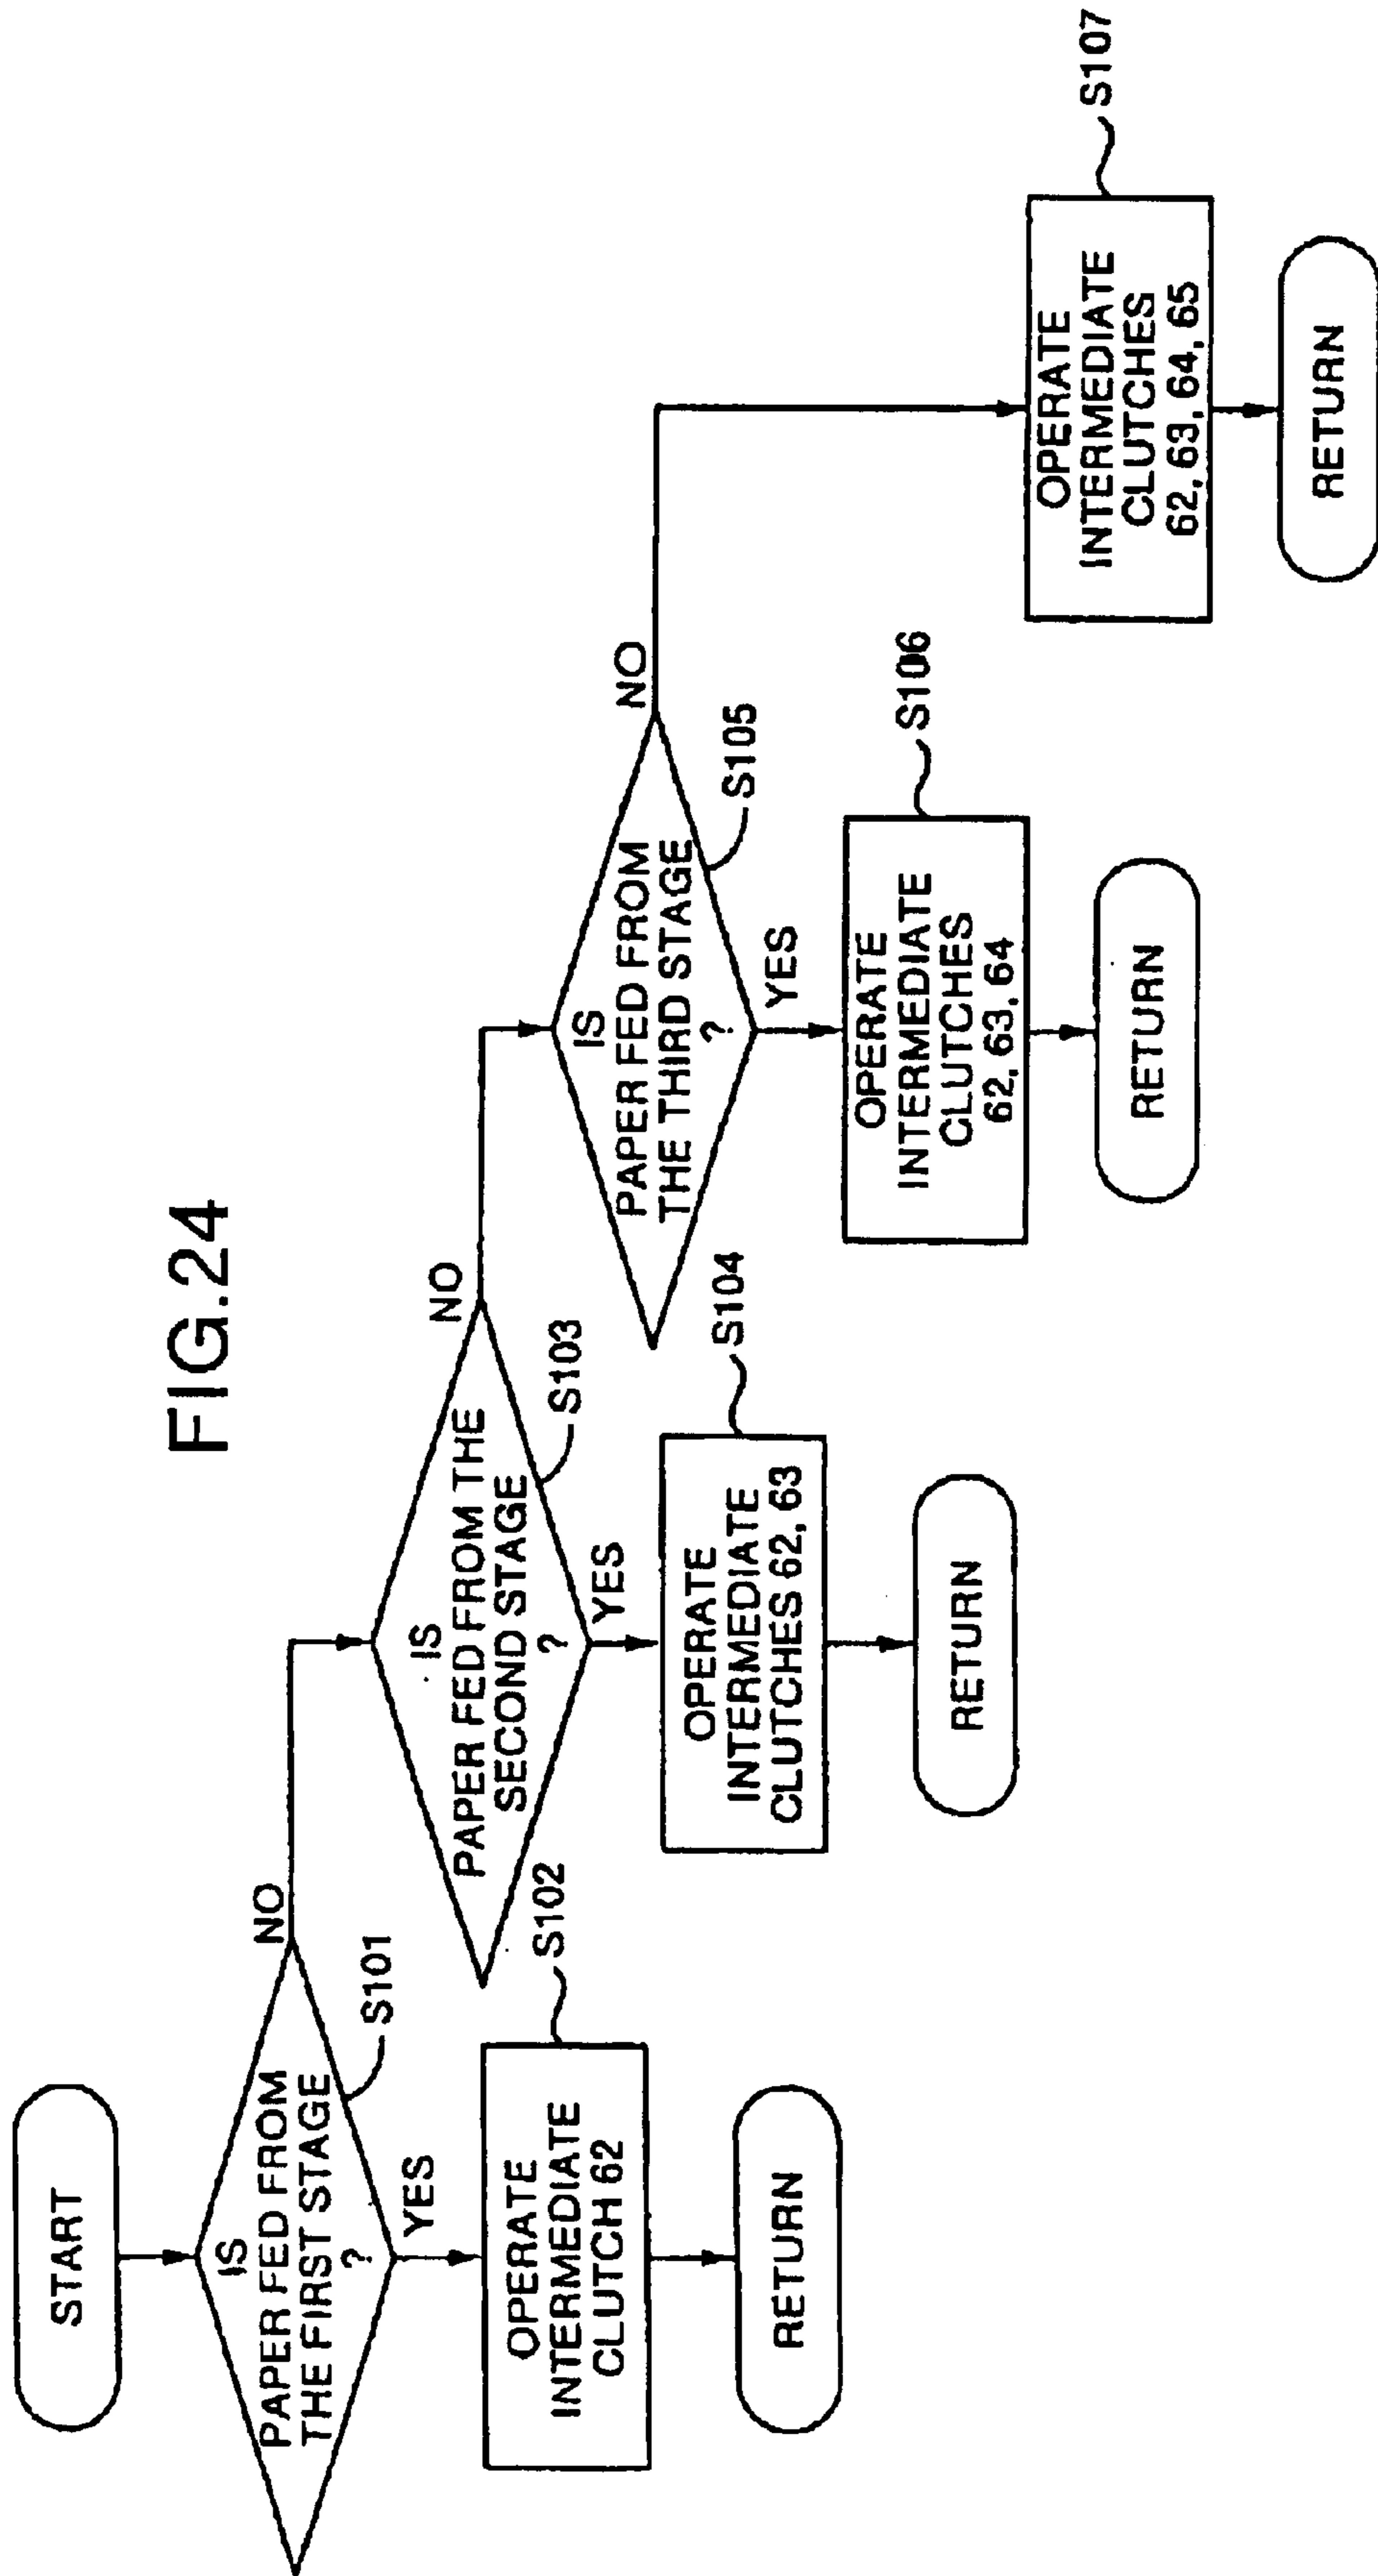 FIG.24
START
IS
PAPER FED FROM
THE FIRST STAGE
?
S101
NO
YES
OPERATE
INTERMEDIATE
CLUTCH 62
S102
RETURN
IS
PAPER FED FROM THE
SECOND STAGE
?
S103
NO
YES
OPERATE
INTERMEDIATE
CLUTCHES 62, 63
S104
RETURN
IS
PAPER FED FROM
THE THIRD STAGE
?
S105
NO
YES
OPERATE
INTERMEDIATE
CLUTCHES
62, 63, 64
S106
RETURN
OPERATE
INTERMEDIATE
CLUTCHES
62, 63, 64, 65
S107
RETURN